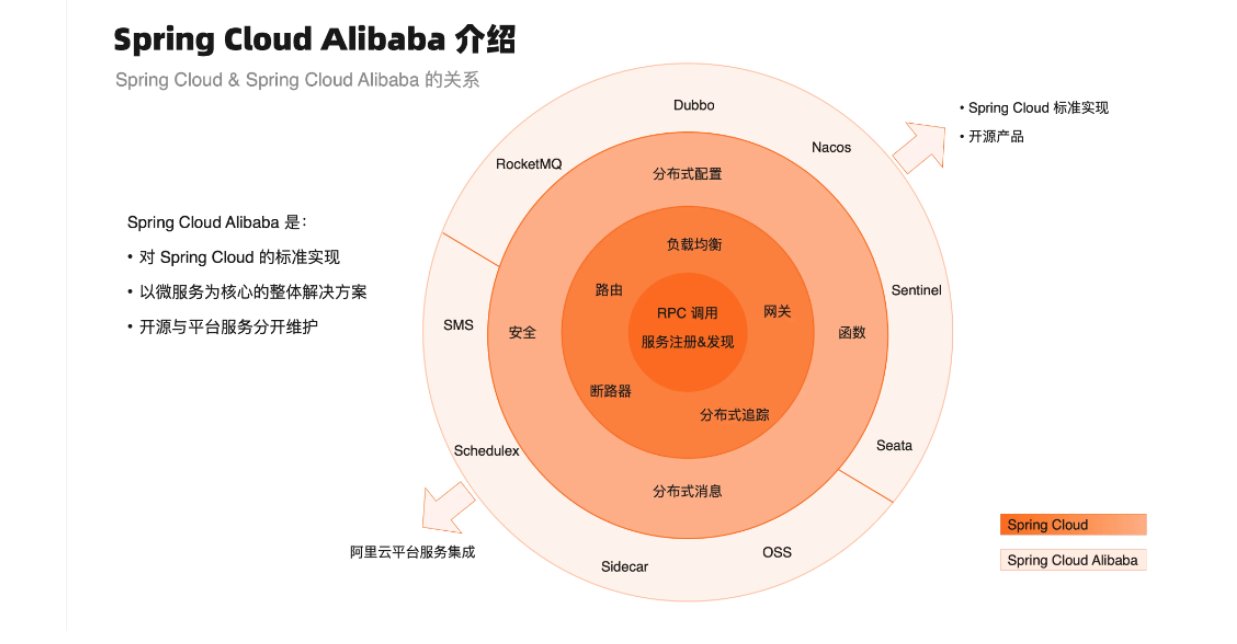 Spring Cloud Alibaba 介绍
Spring Cloud & Spring Cloud Alibaba 的关系
Spring Cloud Alibaba 是：
• 对 Spring Cloud 的标准实现
• 以微服务为核心的整体解决方案
• 开源与平台服务分开维护
Dubbo
Nacos
RocketMQ
分布式配置
负载均衡
路由
RPC 调用
网关
服务注册&发现
Sentinel
SMS
安全
函数
断路器
分布式追踪
Schedulex
Seata
分布式消息
OSS
Sidecar
• Spring Cloud 标准实现
• 开源产品
阿里云平台服务集成
Spring Cloud
Spring Cloud Alibaba